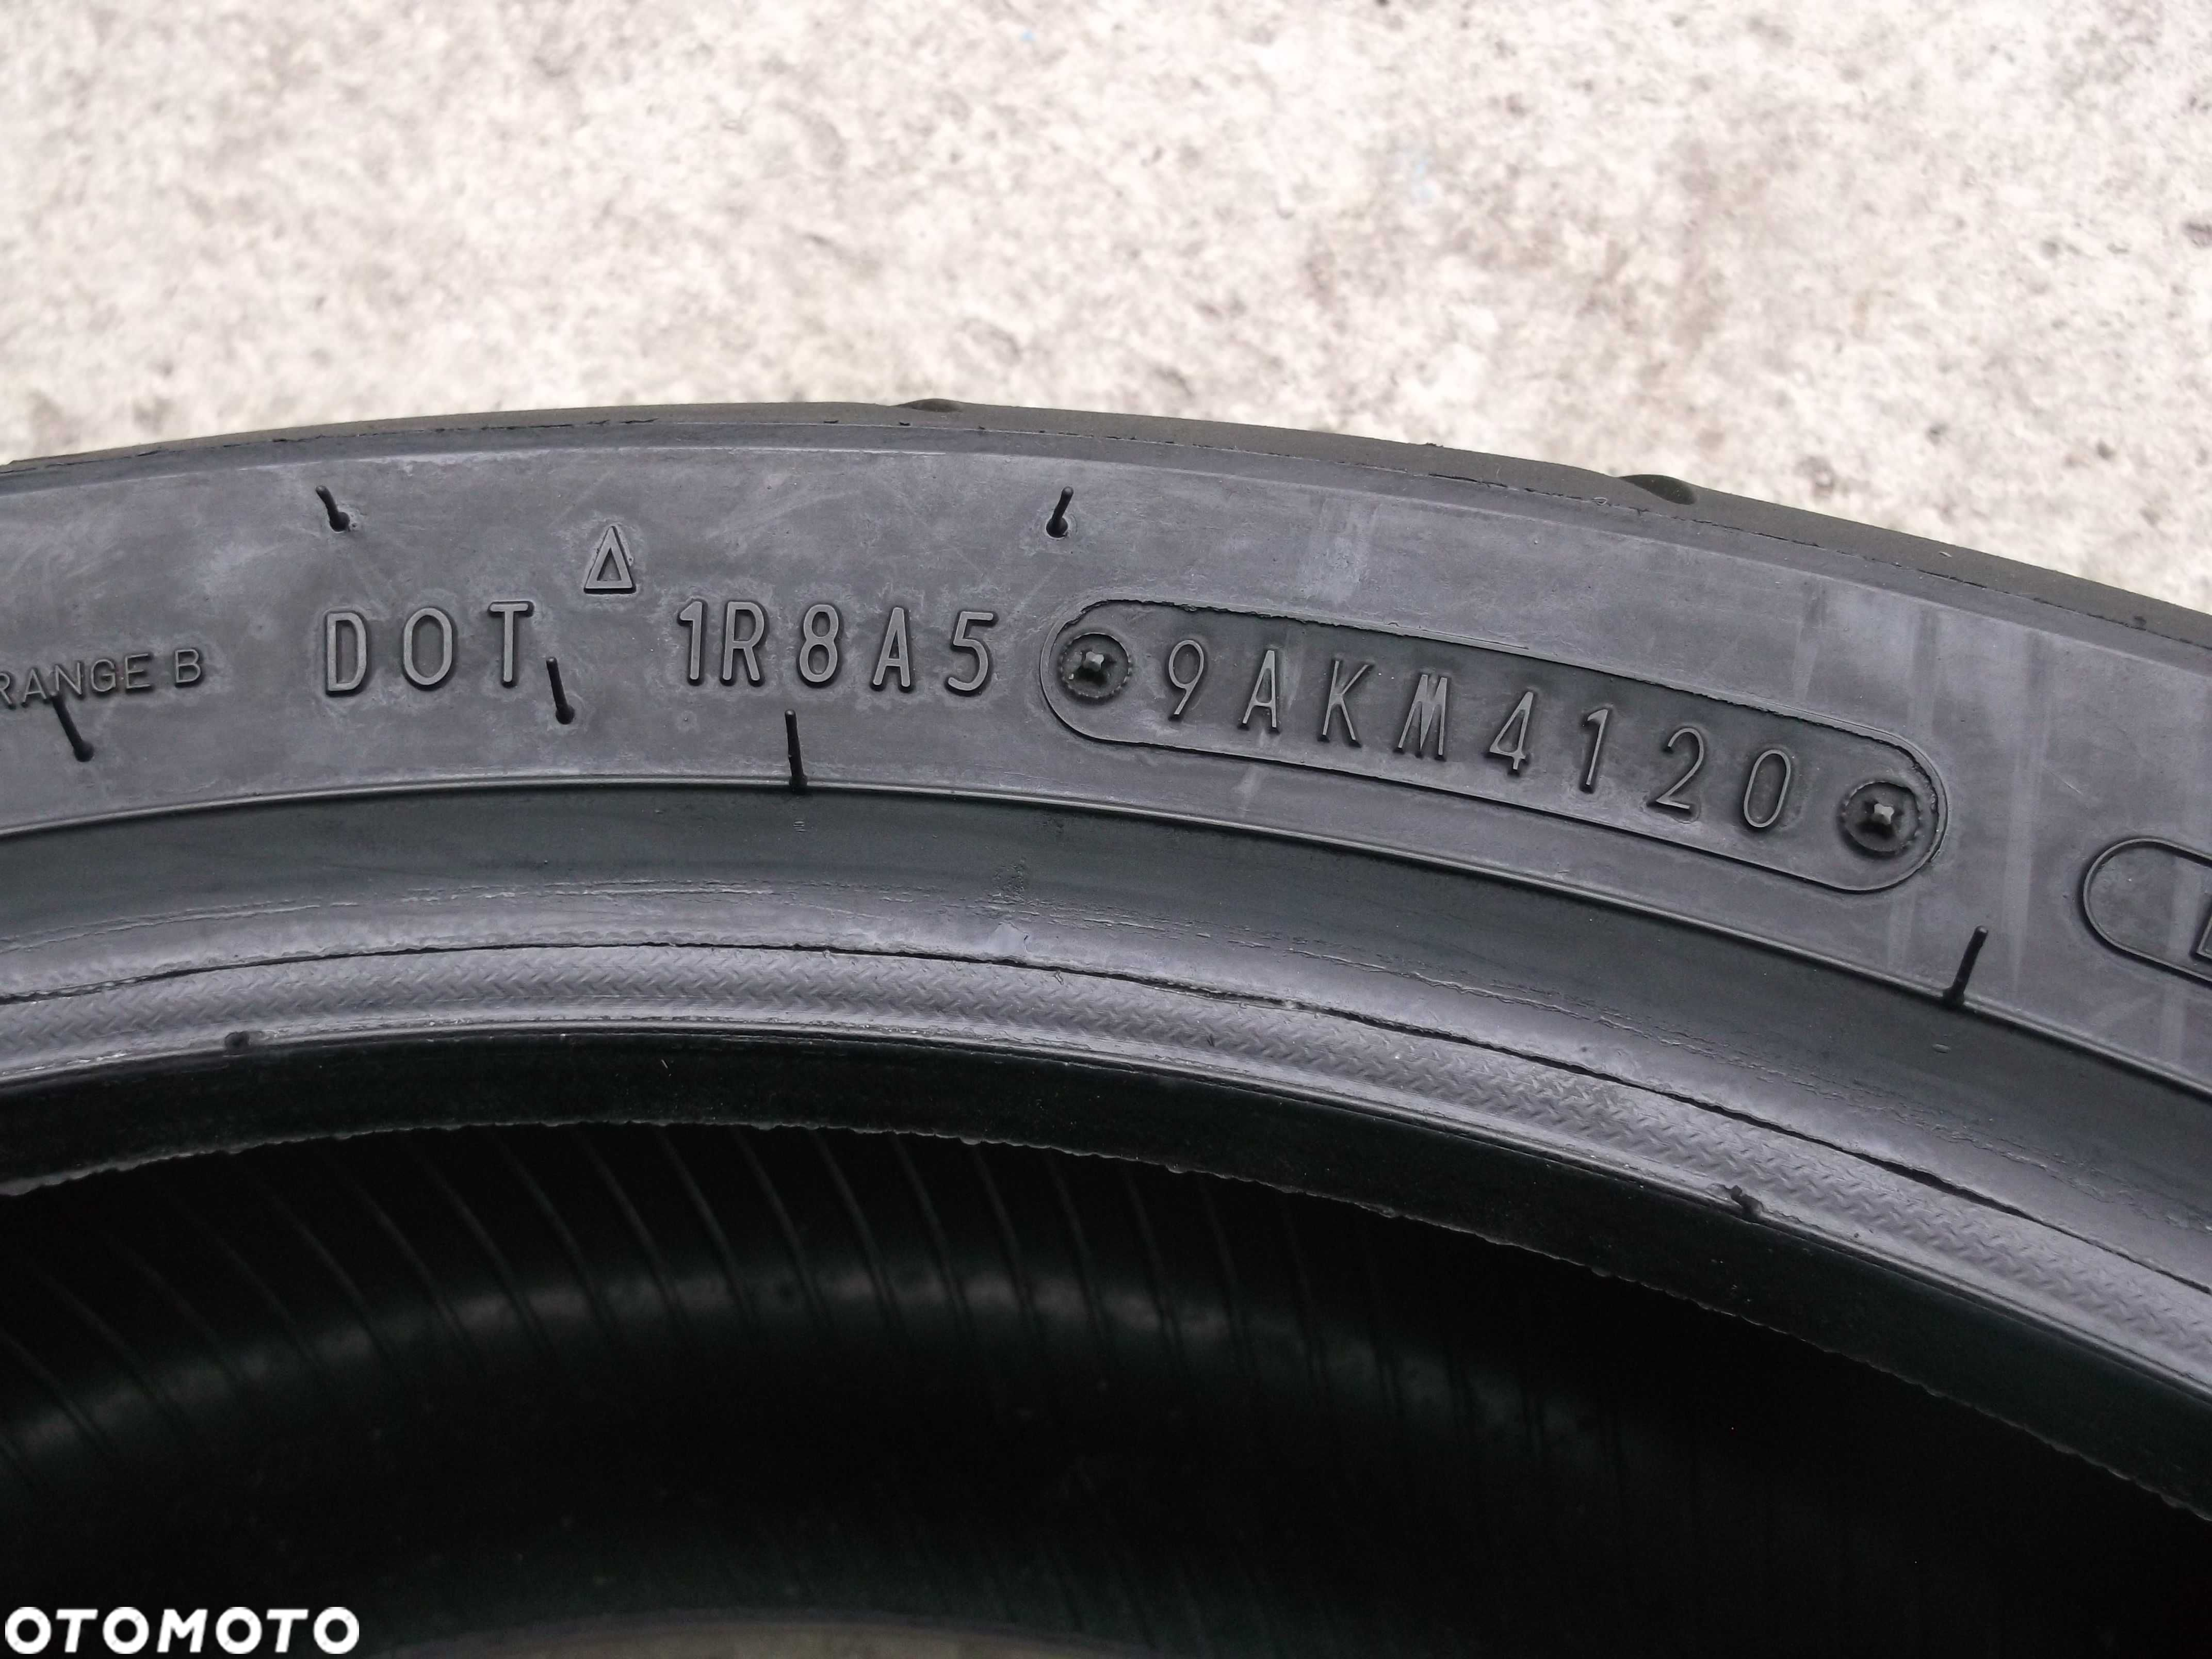 RANGE B
DOT Δ 1R8A5 9AKM4120
OTOMOTO